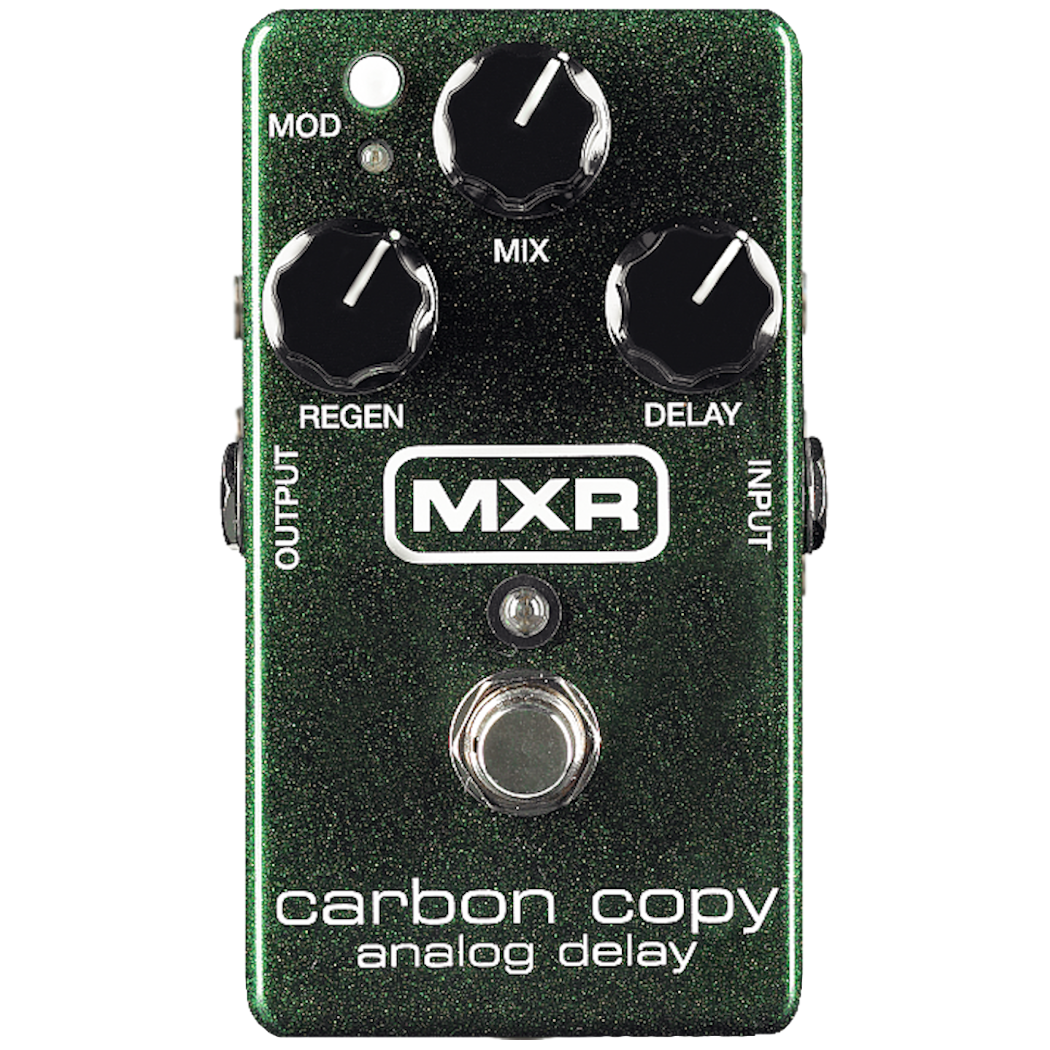 MOD
MIX
REGEN
DELAY
OUTPUT
INPUT
MXR
carbon copy
analog delay